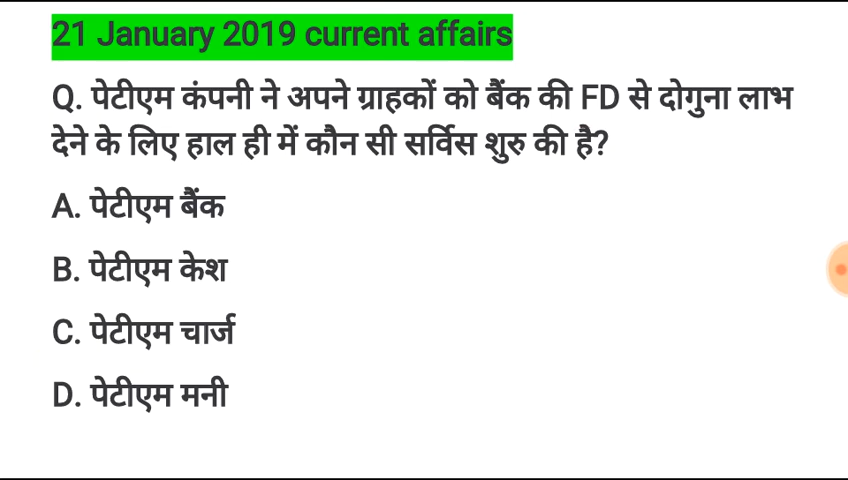 21 January 2019 current affairs
Q. पेटीएम कंपनी ने अपने ग्राहकों को बैंक की FD से दोगुना लाभ
देने के लिए हाल ही में कौन सी सर्विस शुरु की है?
A. पेटीएम बैंक
B. पेटीएम केश
C. पेटीएम चार्ज
D. पेटीएम मनी